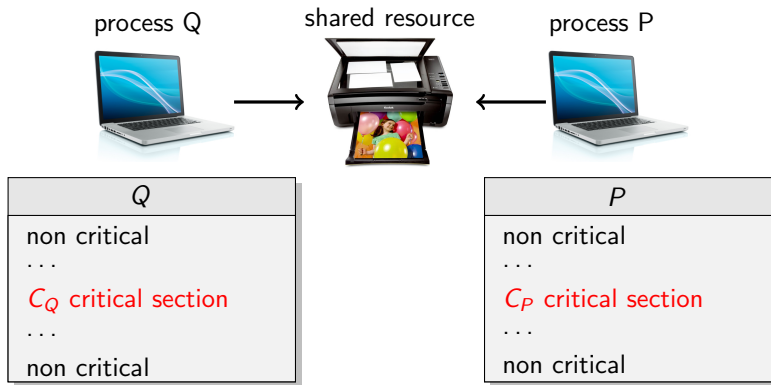 process Q
shared resource
process P
Q
non critical
...
C_Q critical section
...
non critical
P
non critical
...
C_P critical section
...
non critical